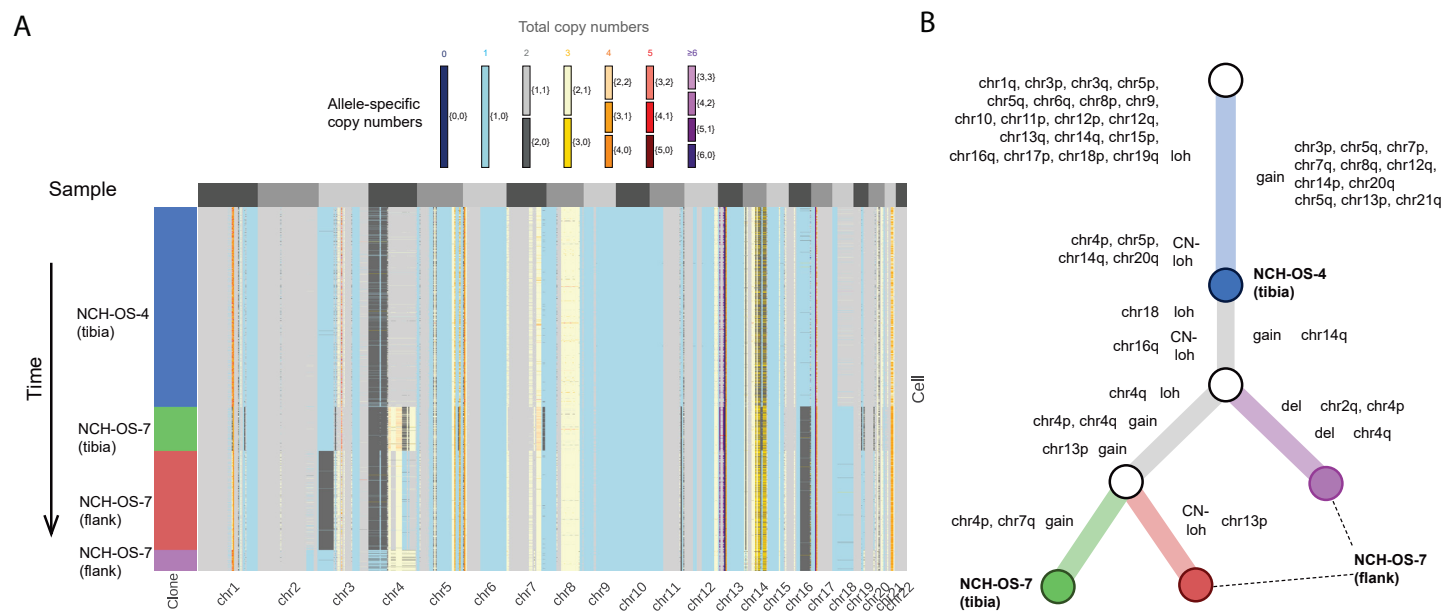 A
Total copy numbers
0 1 2 3 4 5 ≥6
Allele-specific
copy numbers
{0,0}
{1,0}
{1,1}
{2,0}
{2,1}
{3,0}
{2,2}
{3,1}
{4,0}
{3,2}
{4,1}
{5,0}
{3,3}
{4,2}
{5,1}
{6,0}
Sample
Time
NCH-OS-4
(tibia)
NCH-OS-7
(tibia)
NCH-OS-7
(flank)
NCH-OS-7
(flank)
Cell
Clone
chr1
chr2
chr3
chr4
chr5
chr6
chr7
chr8
chr9
chr10
chr11
chr12
chr13
chr14
chr15
chr16
chr17
chr18
chr19
chr20
chr21
chr22
B
chr1q, chr3p, chr3q, chr5p,
chr5q, chr6q, chr8p, chr9,
chr10, chr11p, chr12p, chr12q,
chr13q, chr14q, chr15p,
chr16q, chr17p, chr18p, chr19q loh
gain
chr3p, chr5q, chr7p,
chr7q, chr8q, chr12q,
chr14p, chr20q
chr5q, chr13p, chr21q
chr4p, chr5p,
chr14q, chr20q
CN-
loh
NCH-OS-4
(tibia)
chr18 loh
chr16q
CN-
loh
gain chr14q
chr4q loh
chr4p, chr4q gain
chr13p gain
del chr2q, chr4p
del chr4q
chr4p, chr7q gain
CN-
loh
chr13p
NCH-OS-7
(tibia)
NCH-OS-7
(flank)